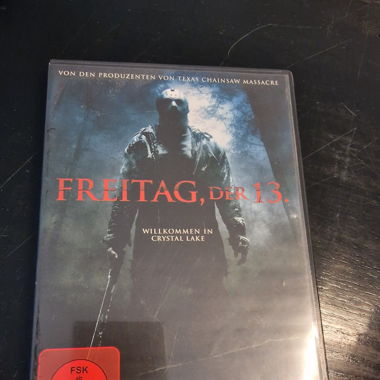 VON DEN PRODUZENTEN VON TEXAS CHAINSAW MASSACRE
FREITAG, DER 13.
WILLKOMMEN IN
CRYSTAL LAKE
FSK